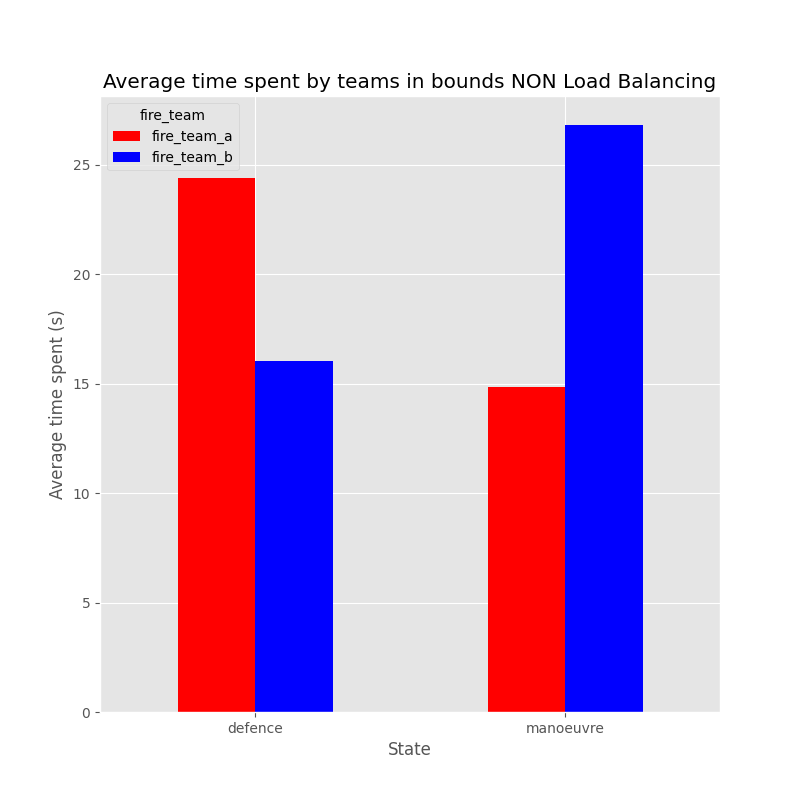 Average time spent by teams in bounds NON Load Balancing
fire_team
fire_team_a
fire_team_b
25
20
15
10
5
0
Average time spent (s)
defence
manoeuvre
State